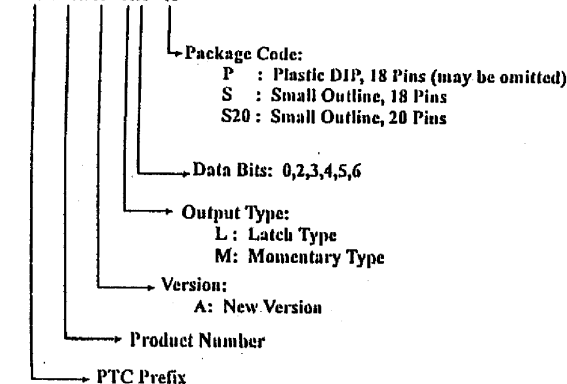 Package Code:
P : Plastic DIP, 18 Pins (may be omitted)
S : Small Outline, 18 Pins
S20 : Small Outline, 20 Pins
Data Bits: 0,2,3,4,5,6
Output Type:
L : Latch Type
M: Momentary Type
Version:
A: New Version
Product Number
PTC Prefix